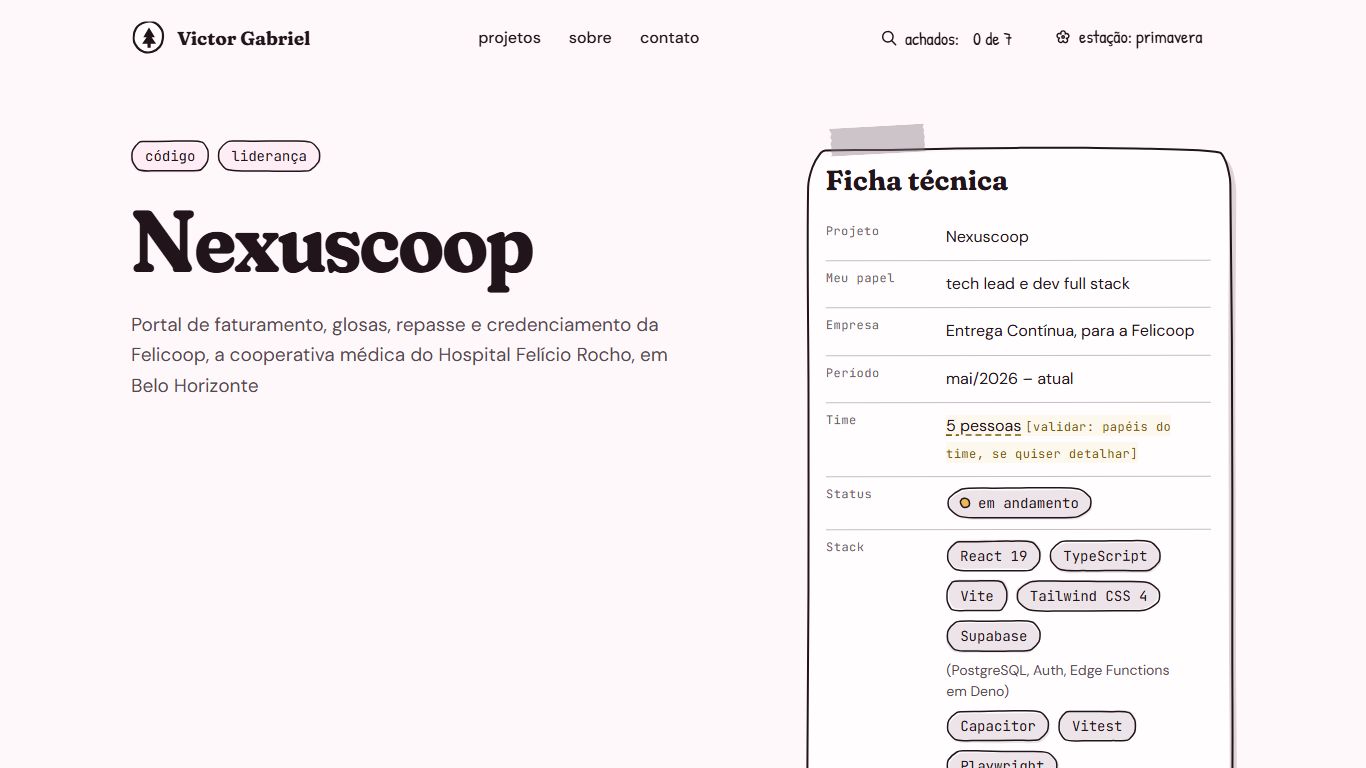 Victor Gabriel
projetos sobre contato
achados: 0 de 7
estação: primavera
código liderança
Nexuscoop
Portal de faturamento, glosas, repasse e credenciamento da
Felicoop, a cooperativa médica do Hospital Felício Rocho, em
Belo Horizonte
Ficha técnica
Projeto Nexuscoop
Meu papel tech lead e dev full stack
Empresa Entrega Contínua, para a Felicoop
Período mai/2026 – atual
Time 5 pessoas [validar: papéis do
time, se quiser detalhar]
Status em andamento
Stack React 19 TypeScript
Vite Tailwind CSS 4
Supabase
(PostgreSQL, Auth, Edge Functions
em Deno)
Capacitor Vitest
Playwright